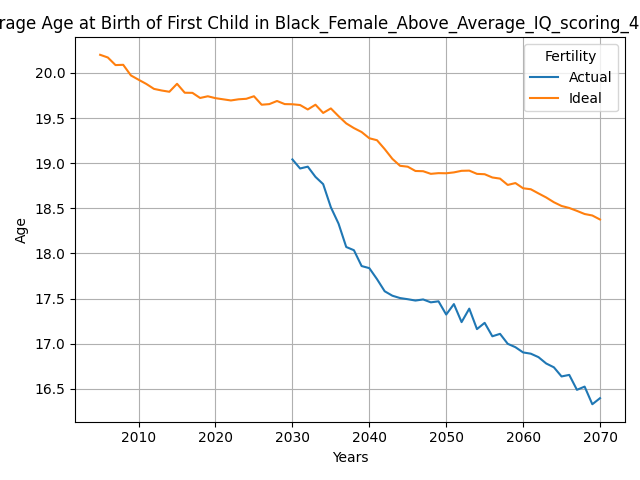 rage Age at Birth of First Child in Black_Female_Above_Average_IQ_scoring_4
Fertility
Actual
Ideal
Age
20.0
19.5
19.0
18.5
18.0
17.5
17.0
16.5
2010 2020 2030 2040 2050 2060 2070
Years